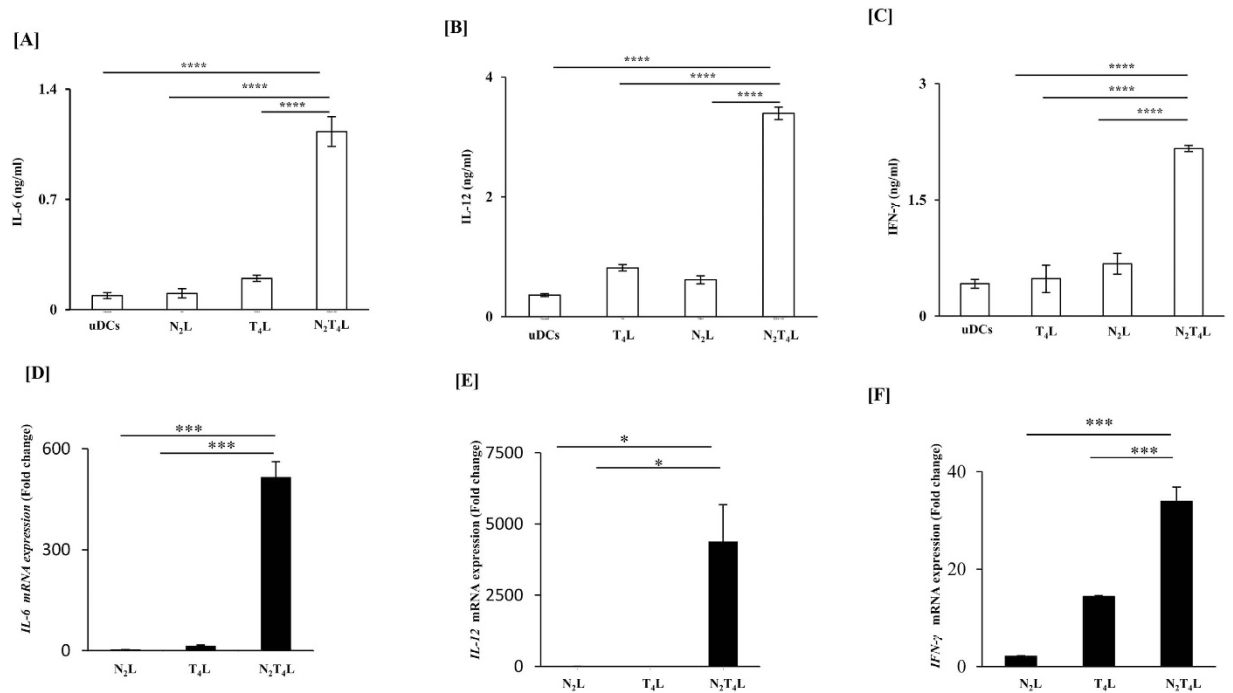 [A]
****
****
****
IL-6 (ng/ml)
1.4
0.7
0
uDCs
N₂L
T₄L
N₂T₄L
[B]
****
****
****
IL-12 (ng/ml)
4
2
0
uDCs
T₄L
N₂L
N₂T₄L
[C]
****
****
****
IFN-γ (ng/ml)
3
1.5
0
uDCs
T₄L
N₂L
N₂T₄L
[D]
***
***
IL-6 mRNA expression (Fold change)
600
300
0
N₂L
T₄L
N₂T₄L
[E]
*
*
IL-12 mRNA expression (Fold change)
7500
5000
2500
0
N₂L
T₄L
N₂T₄L
[F]
***
***
IFN-γ mRNA expression (Fold change)
40
20
0
N₂L
T₄L
N₂T₄L